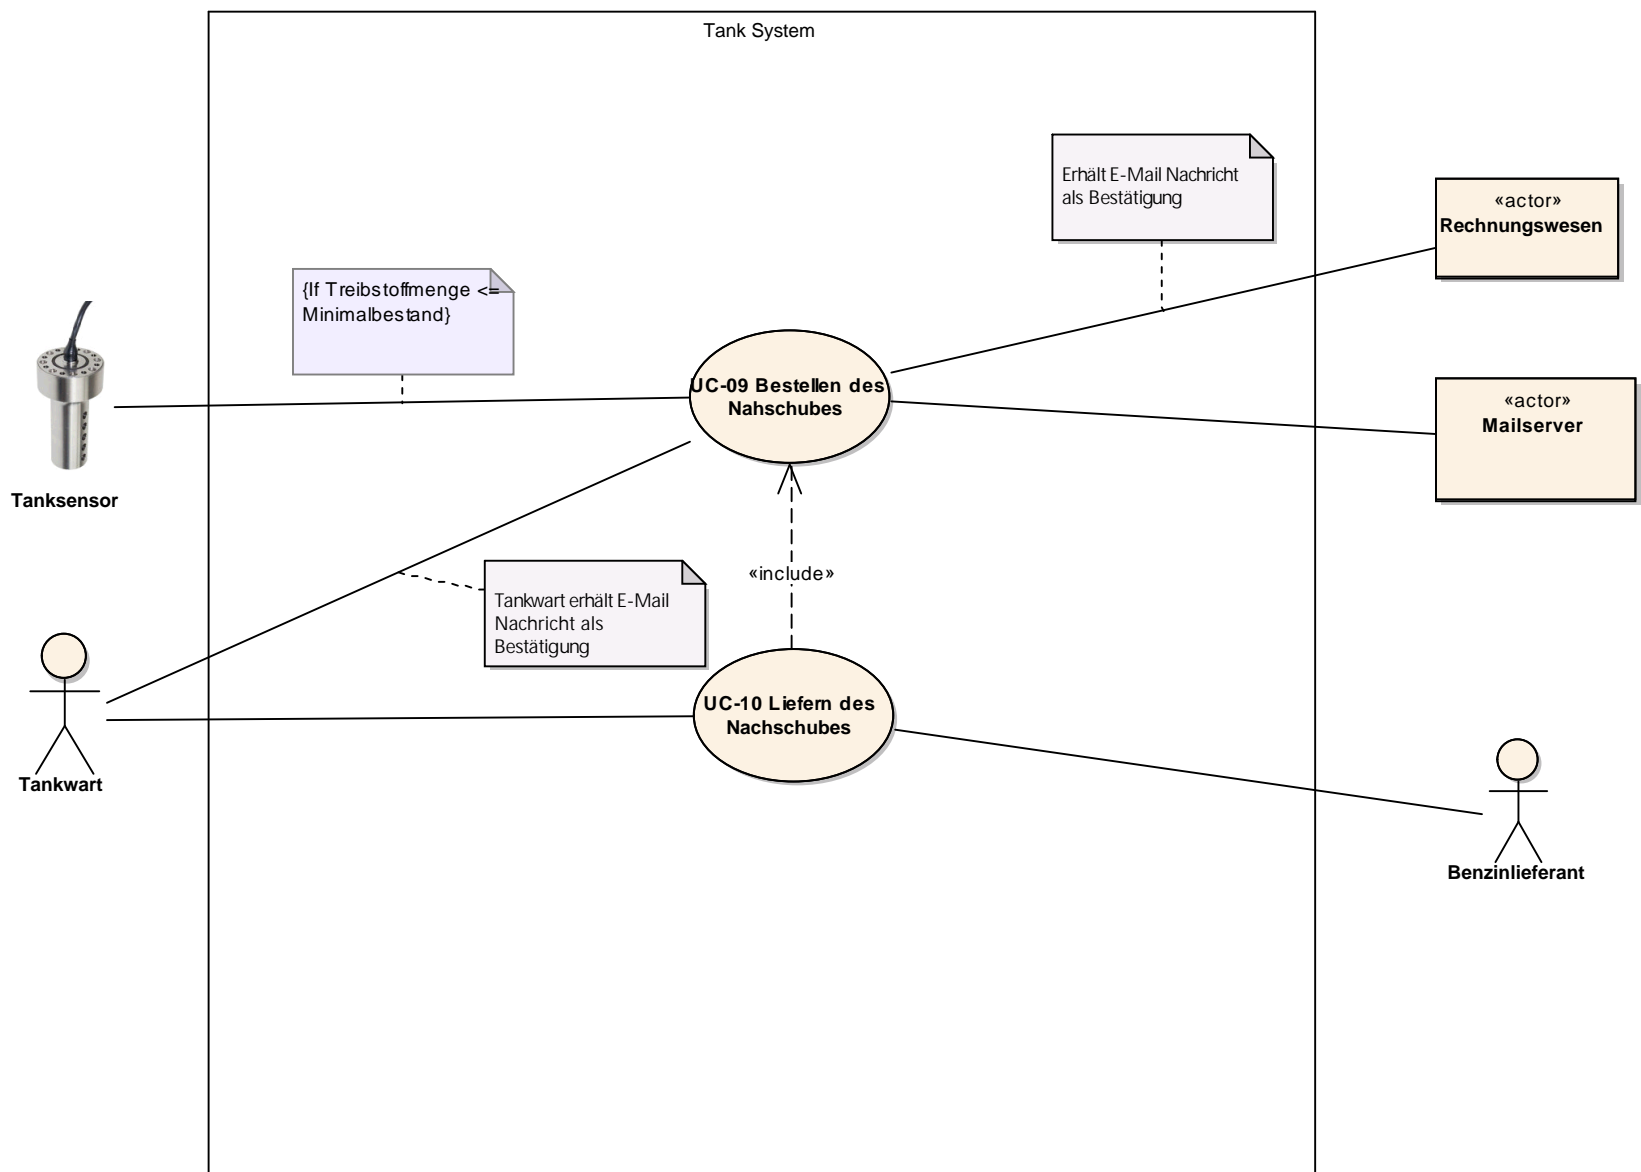 Tank System
Erhält E-Mail Nachricht
als Bestätigung
«actor»
Rechnungswesen
{If Treibstoffmenge <=
Minimalbestand}
UC-09 Bestellen des
Nahschubes
«actor»
Mailserver
Tanksensor
«include»
Tankwart erhält E-Mail
Nachricht als
Bestätigung
UC-10 Liefern des
Nachschubes
Tankwart
Benzinlieferant